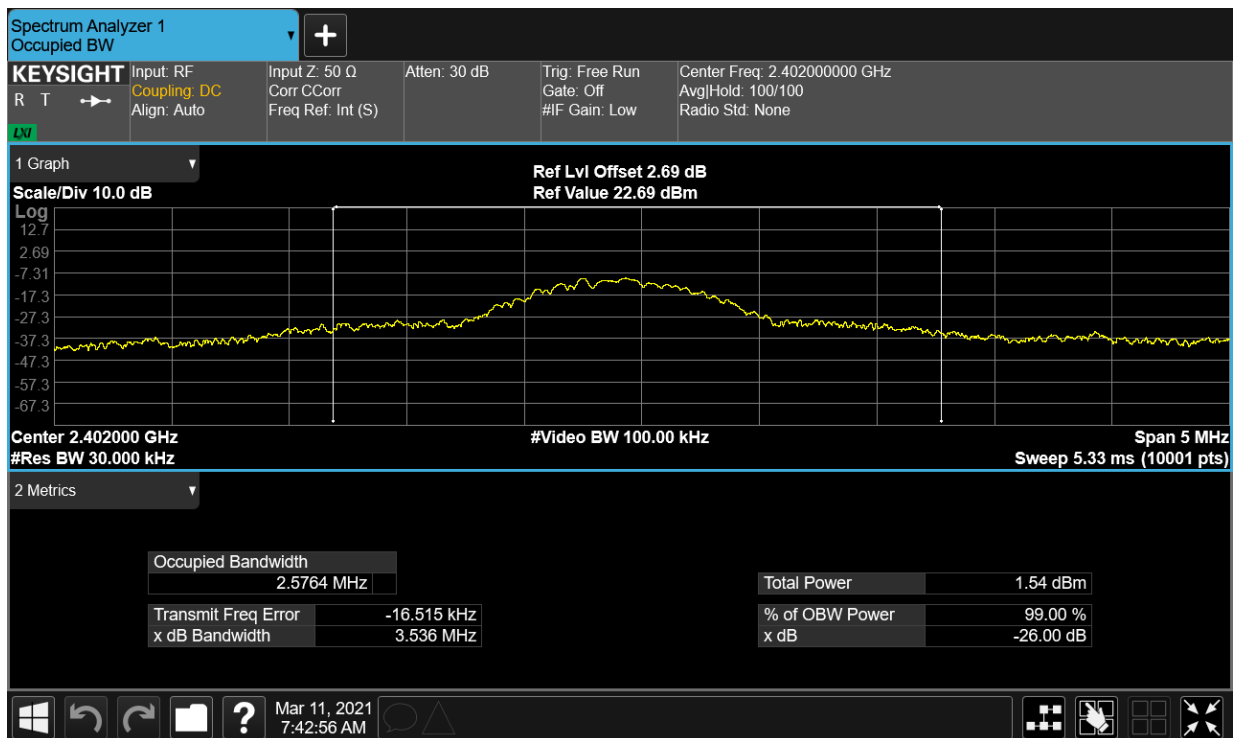 Spectrum Analyzer 1
Occupied BW
+
KEYSIGHT
R T
LXI
Input: RF
Coupling: DC
Align: Auto
Input Z: 50 Ω
Corr CCorr
Freq Ref: Int (S)
Atten: 30 dB
Trig: Free Run
Gate: Off
#IF Gain: Low
Center Freq: 2.402000000 GHz
Avg|Hold: 100/100
Radio Std: None
1 Graph
Scale/Div 10.0 dB
Ref Lvl Offset 2.69 dB
Ref Value 22.69 dBm
Log
12.7
2.69
-7.31
-17.3
-27.3
-37.3
-47.3
-57.3
-67.3
Center 2.402000 GHz
#Video BW 100.00 kHz
Span 5 MHz
#Res BW 30.000 kHz
Sweep 5.33 ms (10001 pts)
2 Metrics
Occupied Bandwidth
2.5764 MHz
Total Power 1.54 dBm
Transmit Freq Error -16.515 kHz
% of OBW Power 99.00 %
x dB Bandwidth 3.536 MHz
x dB -26.00 dB
?
Mar 11, 2021
7:42:56 AM